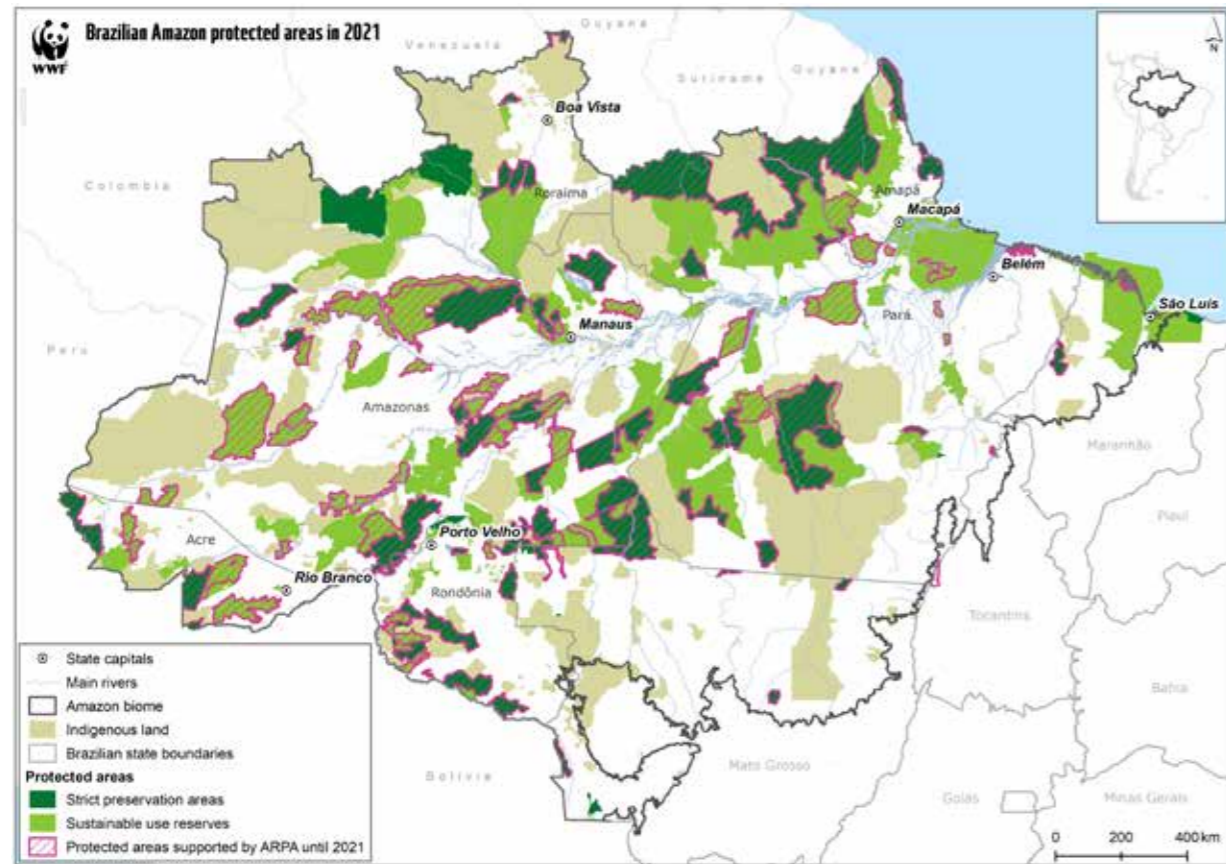 WWF
Brazilian Amazon protected areas in 2021
Guyana
Venezuela
Suriname
Guyane
N
Boa Vista
Colombia
Roraima
Amapá
Macapá
Belém
São Luís
Manaus
Pará
Peru
Amazonas
Maranhão
Piauí
Porto Velho
Acre
Rio Branco
Rondônia
Tocantins
Bahia
Mato Grosso
Bolívia
Goiás
Minas Gerais
State capitals
Main rivers
Amazon biome
Indigenous land
Brazilian state boundaries
Protected areas
Strict preservation areas
Sustainable use reserves
Protected areas supported by ARPA until 2021
0 200 400 km